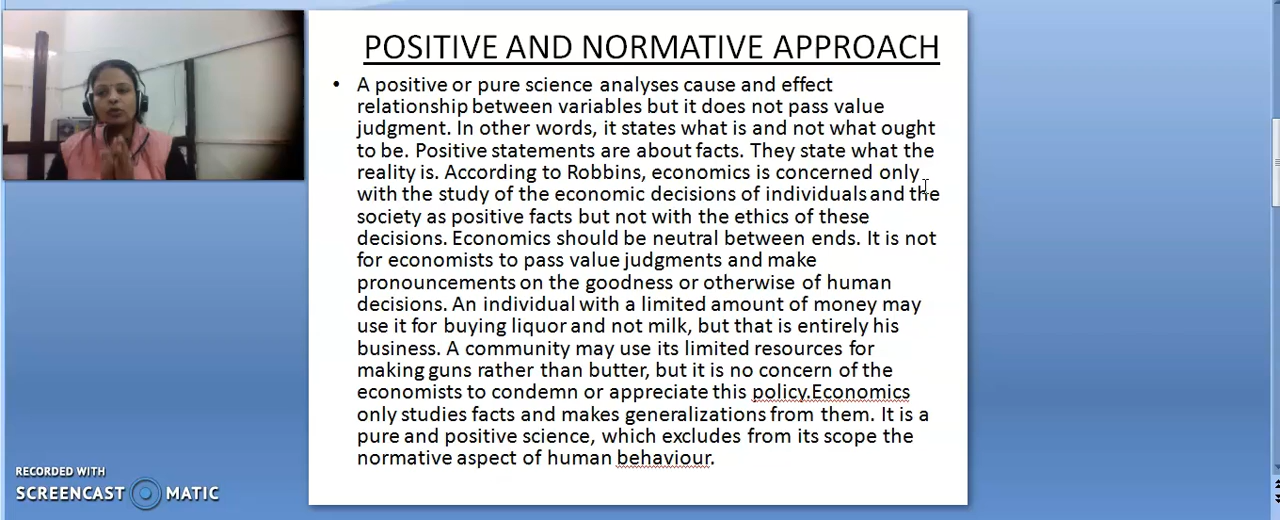 POSITIVE AND NORMATIVE APPROACH
• A positive or pure science analyses cause and effect
relationship between variables but it does not pass value
judgment. In other words, it states what is and not what ought
to be. Positive statements are about facts. They state what the
reality is. According to Robbins, economics is concerned only
with the study of the economic decisions of individuals and the
society as positive facts but not with the ethics of these
decisions. Economics should be neutral between ends. It is not
for economists to pass value judgments and make
pronouncements on the goodness or otherwise of human
decisions. An individual with a limited amount of money may
use it for buying liquor and not milk, but that is entirely his
business. A community may use its limited resources for
making guns rather than butter, but it is no concern of the
economists to condemn or appreciate this policy.Economics
only studies facts and makes generalizations from them. It is a
pure and positive science, which excludes from its scope the
normative aspect of human behaviour.
RECORDED WITH
SCREENCAST MATIC